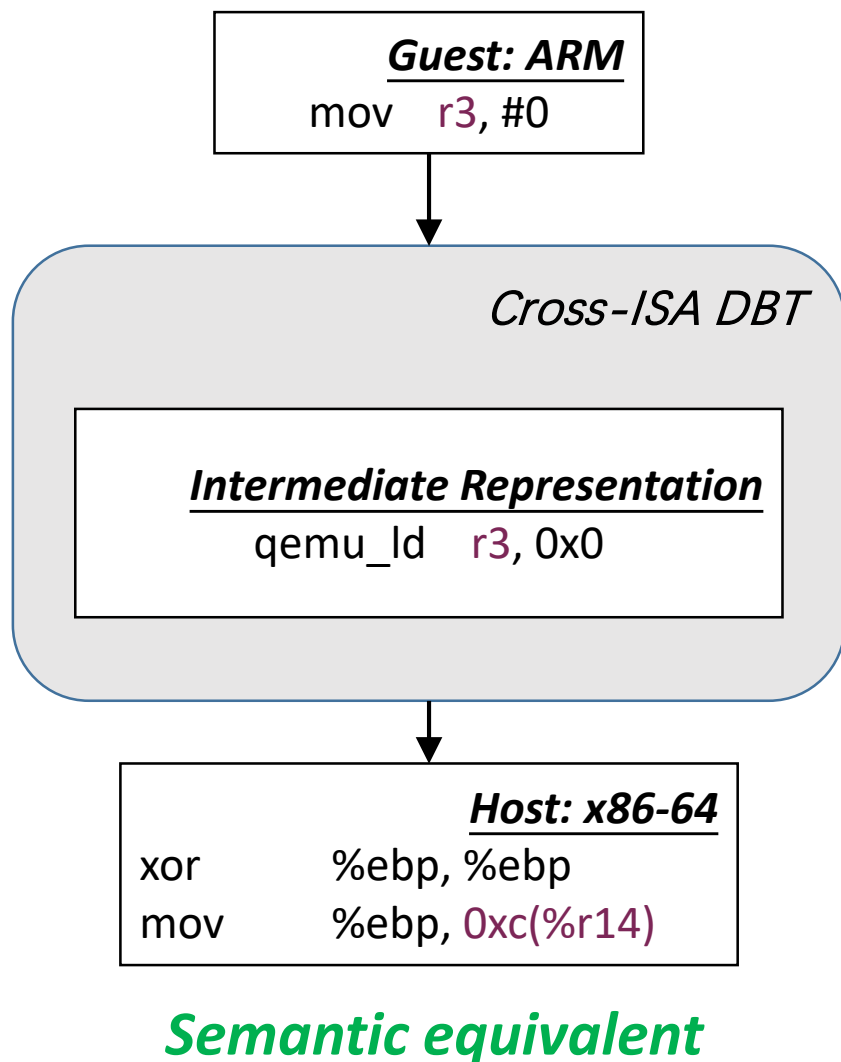 Guest: ARM
mov r3, #0
Cross-ISA DBT
Intermediate Representation
qemu_ld r3, 0x0
Host: x86-64
xor %ebp, %ebp
mov %ebp, 0xc(%r14)
Semantic equivalent